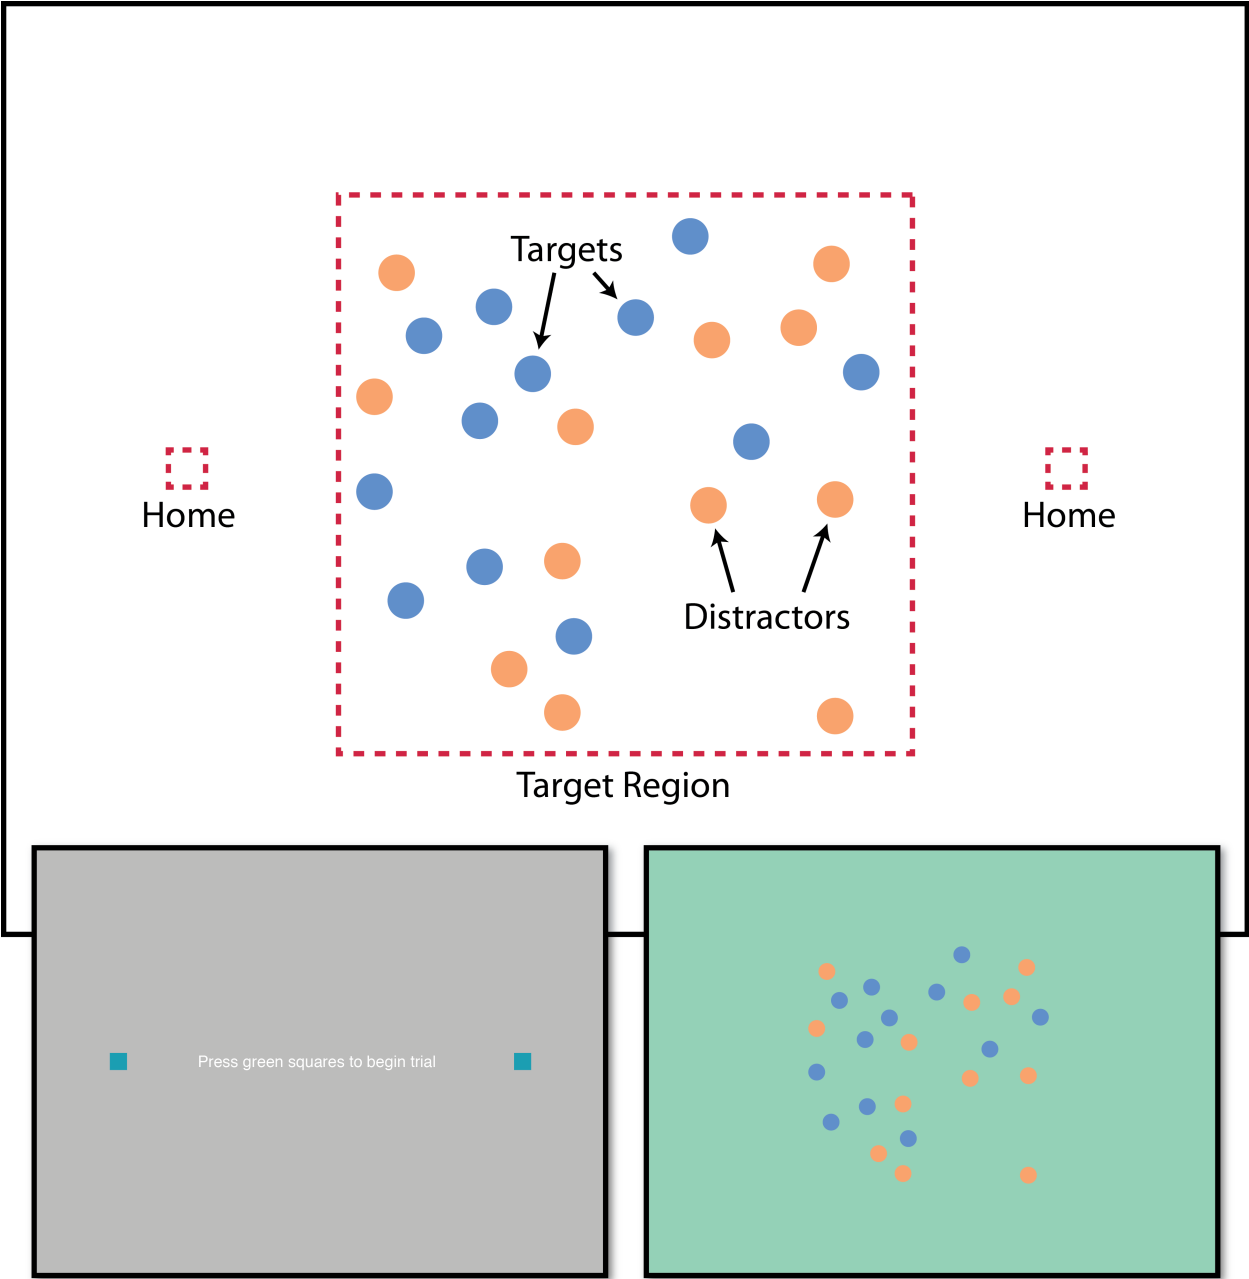 Targets
Home
Home
Distractors
Target Region
Press green squares to begin trial